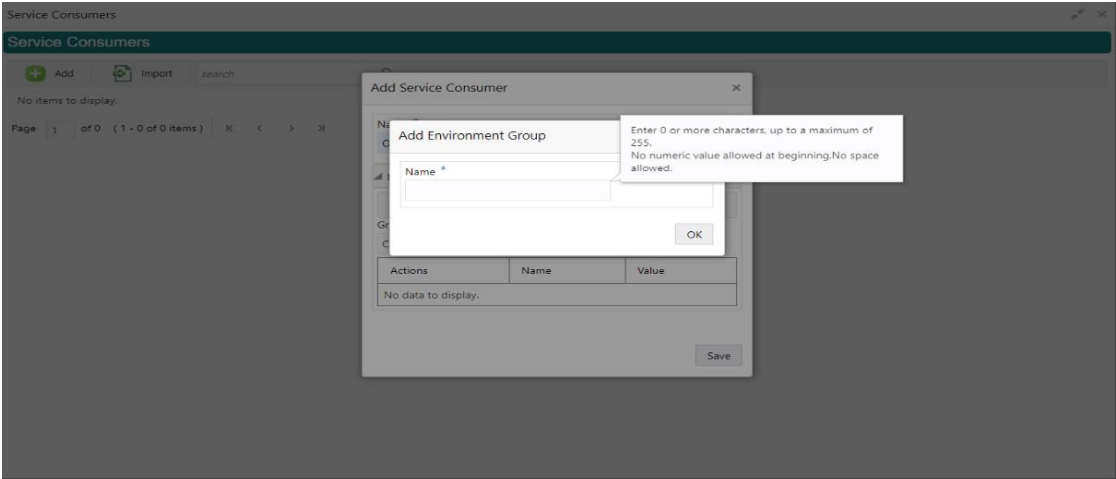 Service Consumers
Service Consumers
Add Import search
No items to display.
Page 1 of 0 (1 - 0 of 0 items)
Add Service Consumer
Add Environment Group
Name *
Enter 0 or more characters, up to a maximum of
255.
No numeric value allowed at beginning.No space
allowed.
OK
Actions Name Value
No data to display.
Save